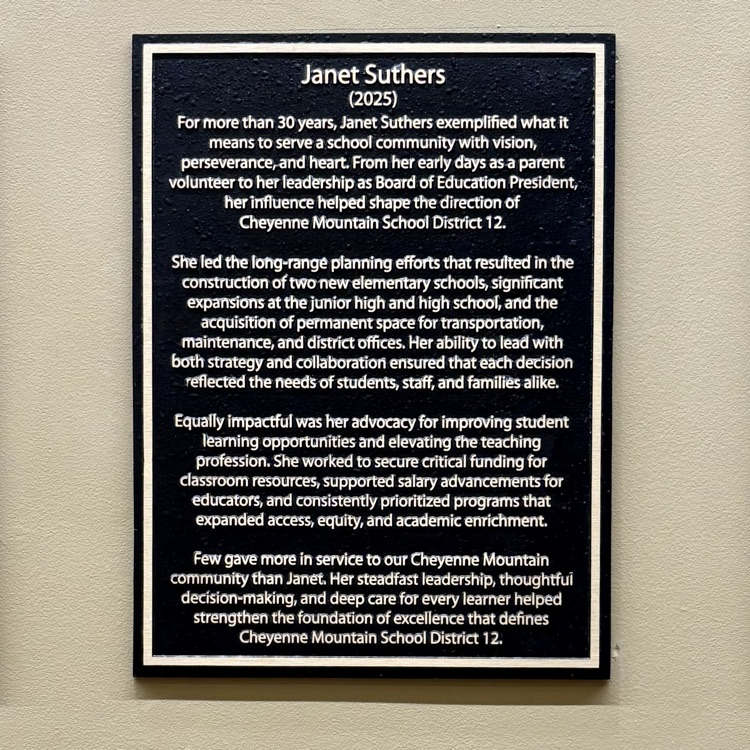 Janet Suthers
(2025)
For more than 30 years, Janet Suthers exemplified what it
means to serve a school community with vision,
perseverance, and heart. From her early days as a parent
volunteer to her leadership as Board of Education President,
her influence helped shape the direction of
Cheyenne Mountain School District 12.
She led the long-range planning efforts that resulted in the
construction of two new elementary schools, significant
expansions at the junior high and high school, and the
acquisition of permanent space for transportation,
maintenance, and district offices. Her ability to lead with
both strategy and collaboration ensured that each decision
reflected the needs of students, staff, and families alike.
Equally impactful was her advocacy for improving student
learning opportunities and elevating the teaching
profession. She worked to secure critical funding for
classroom resources, supported salary advancements for
educators, and consistently prioritized programs that
expanded access, equity, and academic enrichment.
Few gave more in service to our Cheyenne Mountain
community than Janet. Her steadfast leadership, thoughtful
decision-making, and deep care for every learner helped
strengthen the foundation of excellence that defines
Cheyenne Mountain School District 12.